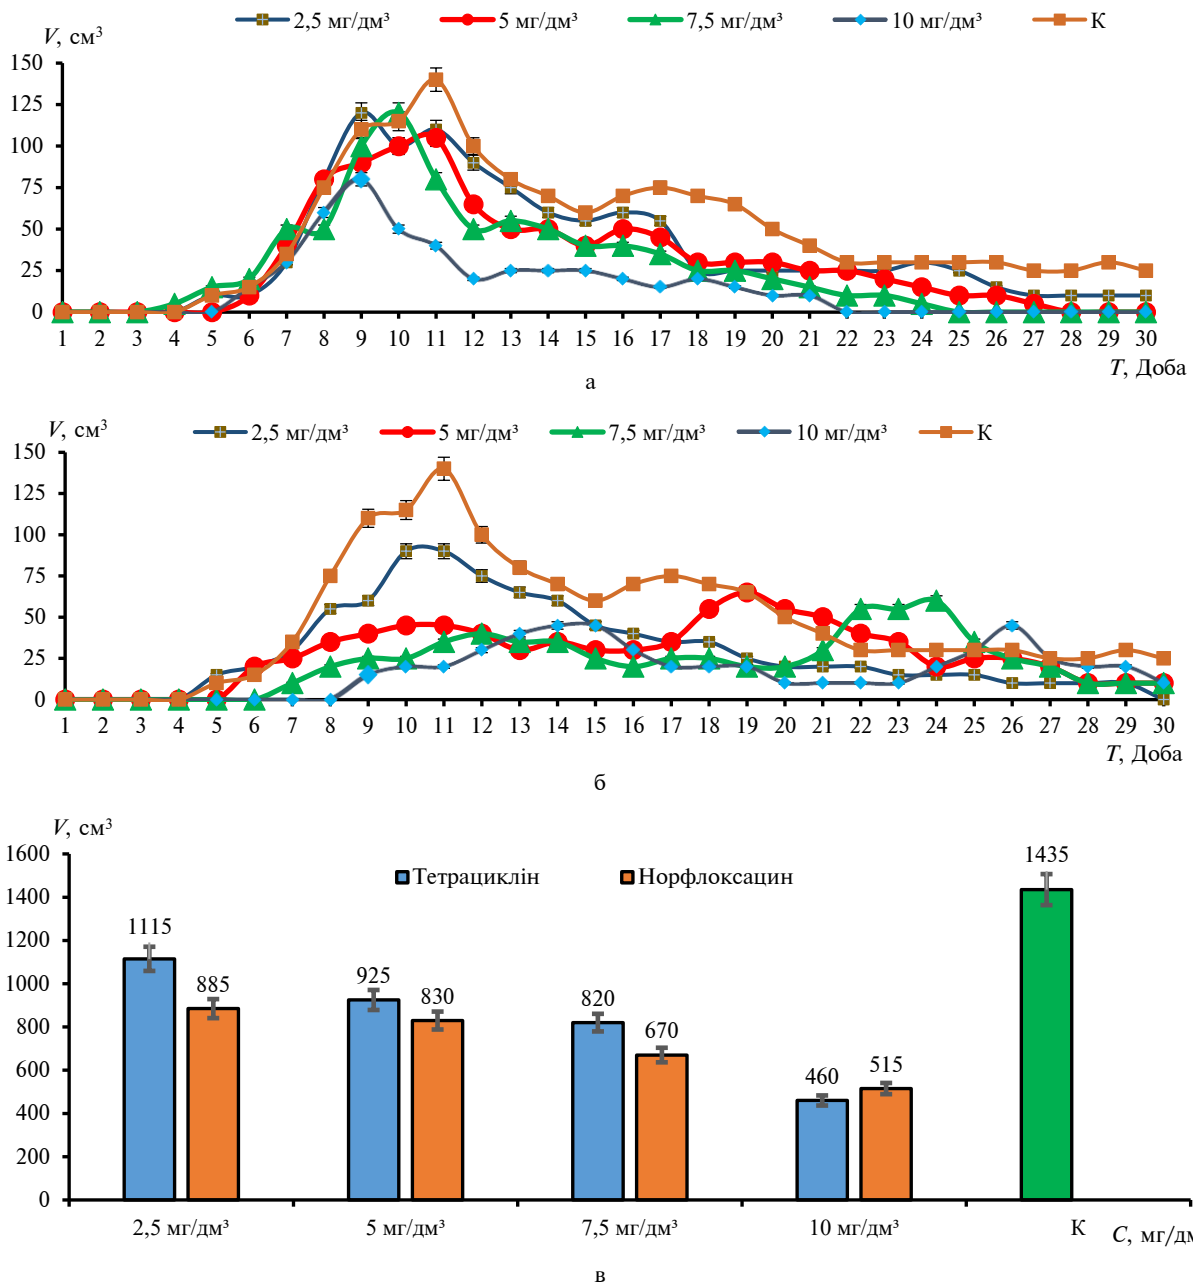 2,5 мг/дм³ 5 мг/дм³ 7,5 мг/дм³ 10 мг/дм³ К
V, см³
150
125
100
75
50
25
0
1 2 3 4 5 6 7 8 9 10 11 12 13 14 15 16 17 18 19 20 21 22 23 24 25 26 27 28 29 30
T, Доба
а
V, см³
2,5 мг/дм³ 5 мг/дм³ 7,5 мг/дм³ 10 мг/дм³ К
150
125
100
75
50
25
0
1 2 3 4 5 6 7 8 9 10 11 12 13 14 15 16 17 18 19 20 21 22 23 24 25 26 27 28 29 30
T, Доба
б
V, см³
1600
1400
1200
1000
800
600
400
200
0
Тетрациклін Норфлоксацин
1115
885
925
830
820
670
460
515
1435
2,5 мг/дм³ 5 мг/дм³ 7,5 мг/дм³ 10 мг/дм³ К C, мг/дм
в